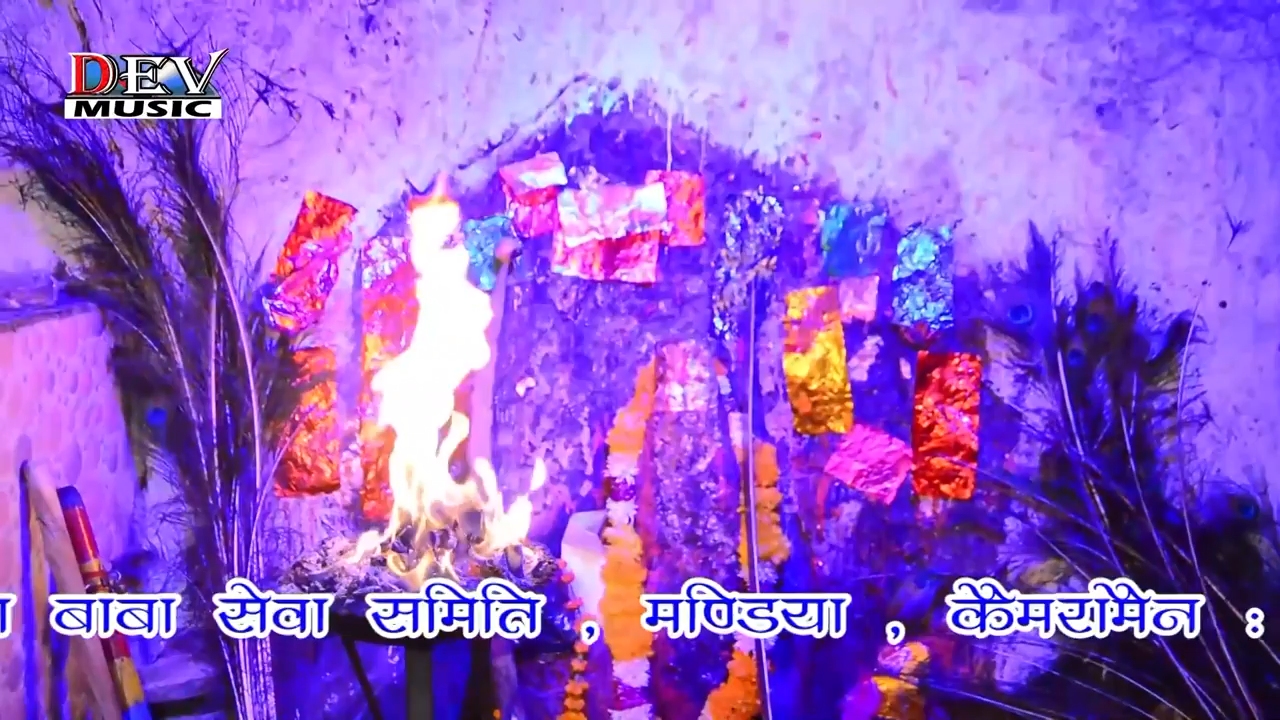 DEV
MUSIC
बाबा सेवा समिति , मण्डिया , कैमरामैन :